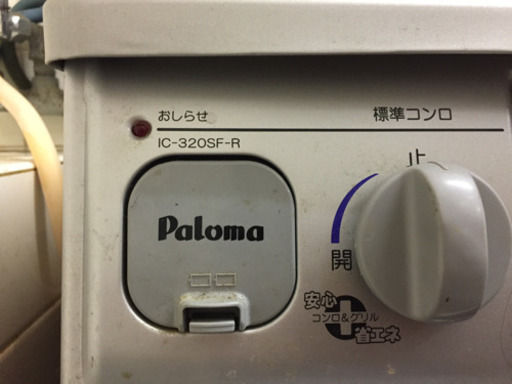 おしらせ
標準コンロ
IC-320SF-R
止
Paloma
開
安心
コンロ&グリル
省エネ